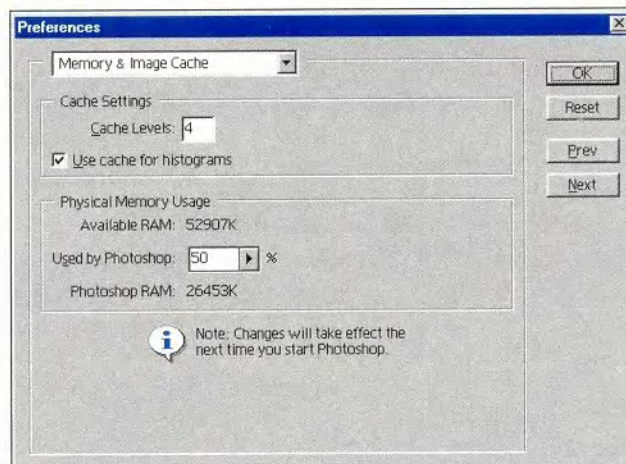 Preferences
Memory & Image Cache
Cache Settings
Cache Levels: 4
Use cache for histograms
Physical Memory Usage
Available RAM: 52907K
Used by Photoshop: 50 %
Photoshop RAM: 26453K
Note: Changes will take effect the
next time you start Photoshop.
OK
Reset
Prev
Next